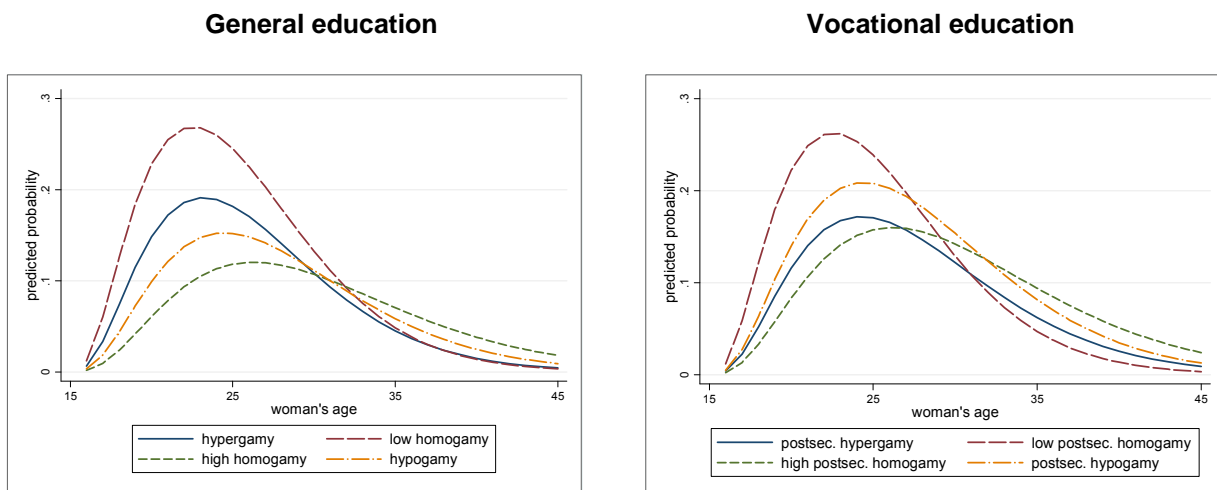 General education
Vocational education
predicted probability
0
.1
.2
.3
15
25
35
45
woman's age
hypergamy
low homogamy
high homogamy
hypogamy
predicted probability
0
.1
.2
.3
15
25
35
45
woman's age
postsec. hypergamy
low postsec. homogamy
high postsec. homogamy
postsec. hypogamy